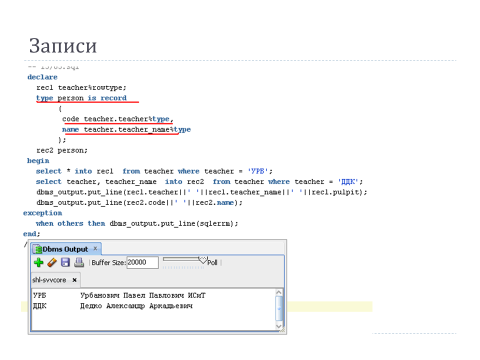 Записи
declare
rec1 teacher%rowtype;
type person is record
(
code teacher.teacher%type,
name teacher.teacher_name%type
);
rec2 person;
begin
select * into rec1 from teacher where teacher = 'УРБ';
select teacher, teacher_name into rec2 from teacher where teacher = 'ДДК';
dbms_output.put_line(rec1.teacher||' '||rec1.teacher_name||' '||rec1.pulpit);
dbms_output.put_line(rec2.code||' '||rec2.name);
exception
when others then dbms_output.put_line(sqlerrm);
end;
/
Dbms Output ×
Buffer Size: 20000 Poll
shl-svvcore ×
УРБ Урбанович Павел Павлович ИСиТ
ДДК Дедко Александр Аркадьевич